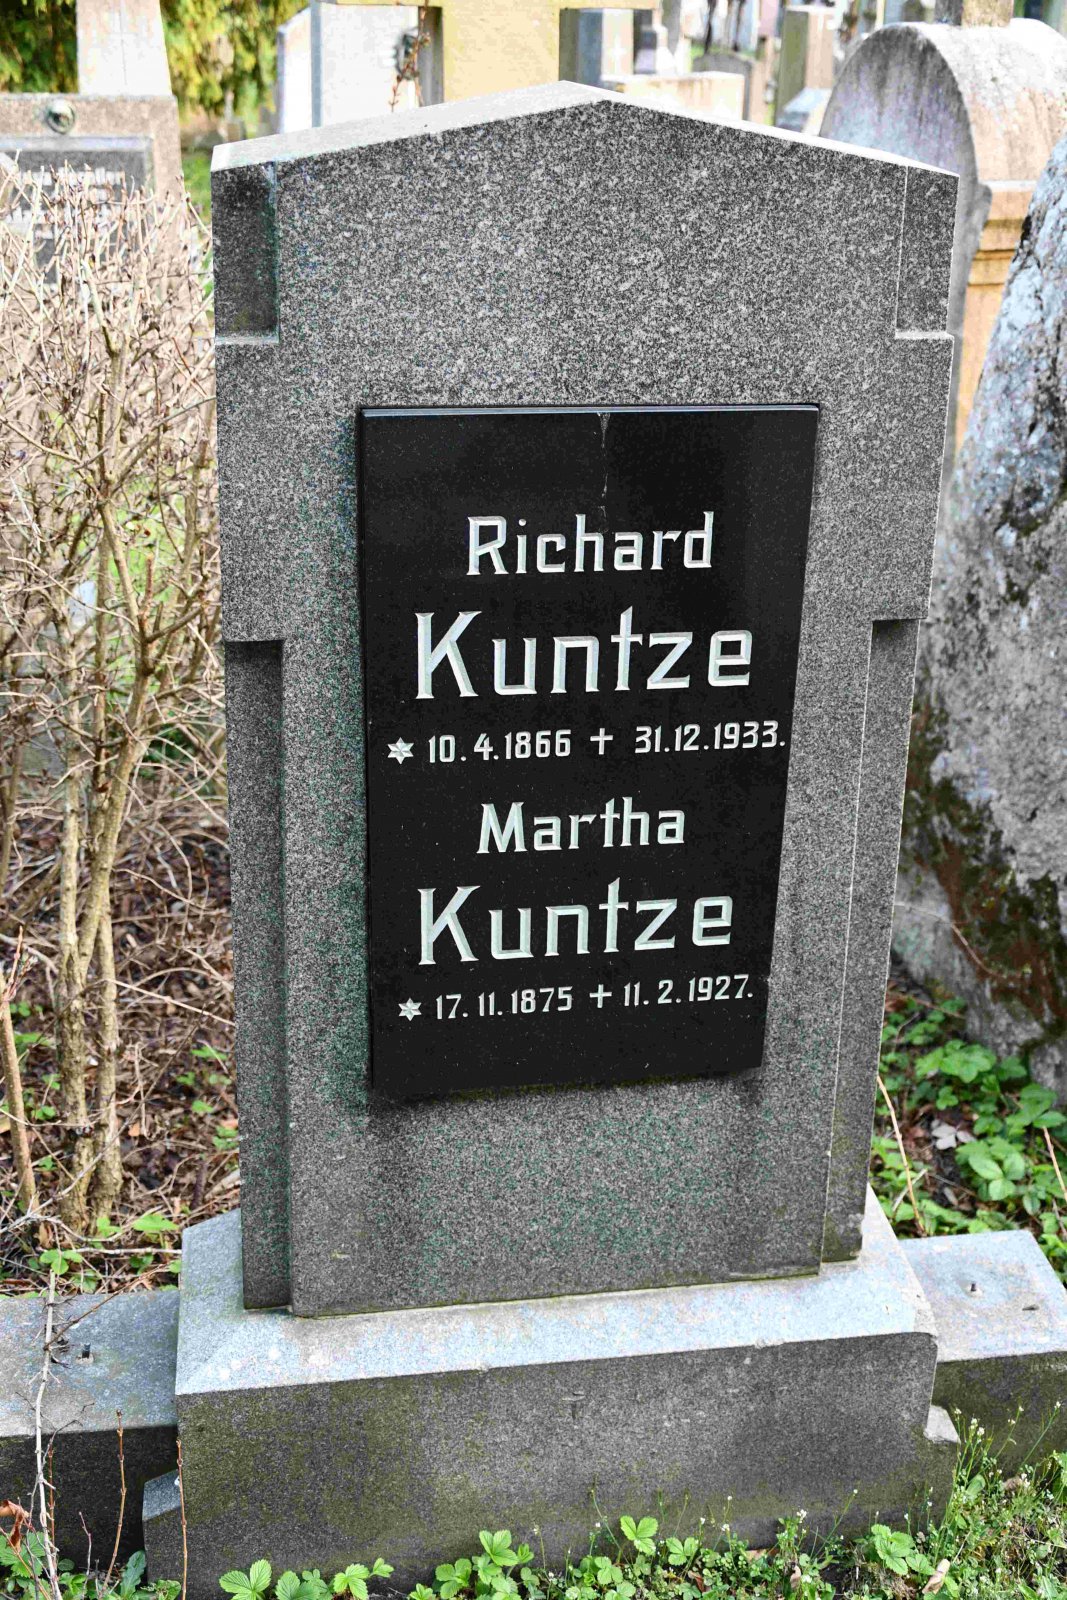 Richard
Kuntze
✶ 10.4.1866 + 31.12.1933.
Martha
Kuntze
✶ 17.11.1875 + 11.2.1927.